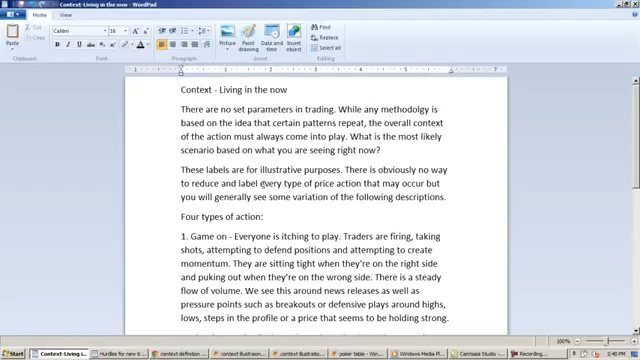 Context-Living in the now - WordPad
Home View
Paste
Calibri 16
Picture Paint drawing Date and time Insert object
Find
Replace
Select all
Clipboard Font Paragraph Insert Editing
Context - Living in the now
There are no set parameters in trading. While any methodolgy is
based on the idea that certain patterns repeat, the overall context
of the action must always come into play. What is the most likely
scenario based on what you are seeing right now?
These labels are for illustrative purposes. There is obviously no way
to reduce and label every type of price action that may occur but
you will generally see some variation of the following descriptions.
Four types of action:
1. Game on - Everyone is itching to play. Traders are firing, taking
shots, attempting to defend positions and attempting to create
momentum. They are sitting tight when they're on the right side
and puking out when they're on the wrong side. There is a steady
flow of volume. We see this around news releases as well as
pressure points such as breakouts or defensive plays around highs,
lows, steps in the profile or a price that seems to be holding strong.
100%
Start Context-Living i... Hurdles for new tr... context definition ... context illustraion... context illustratio... poker table - Win... Windows Media Player Camtasia Studio - ... Recording... 2:40 PM